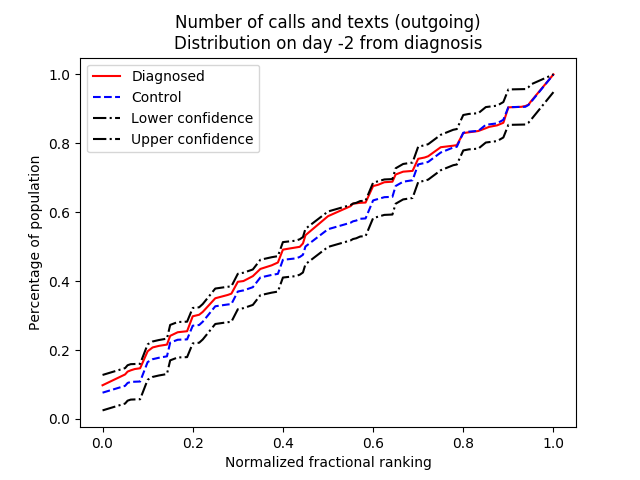 Number of calls and texts (outgoing)
Distribution on day -2 from diagnosis
Diagnosed
Control
Lower confidence
Upper confidence
Percentage of population
1.0
0.8
0.6
0.4
0.2
0.0
0.0 0.2 0.4 0.6 0.8 1.0
Normalized fractional ranking